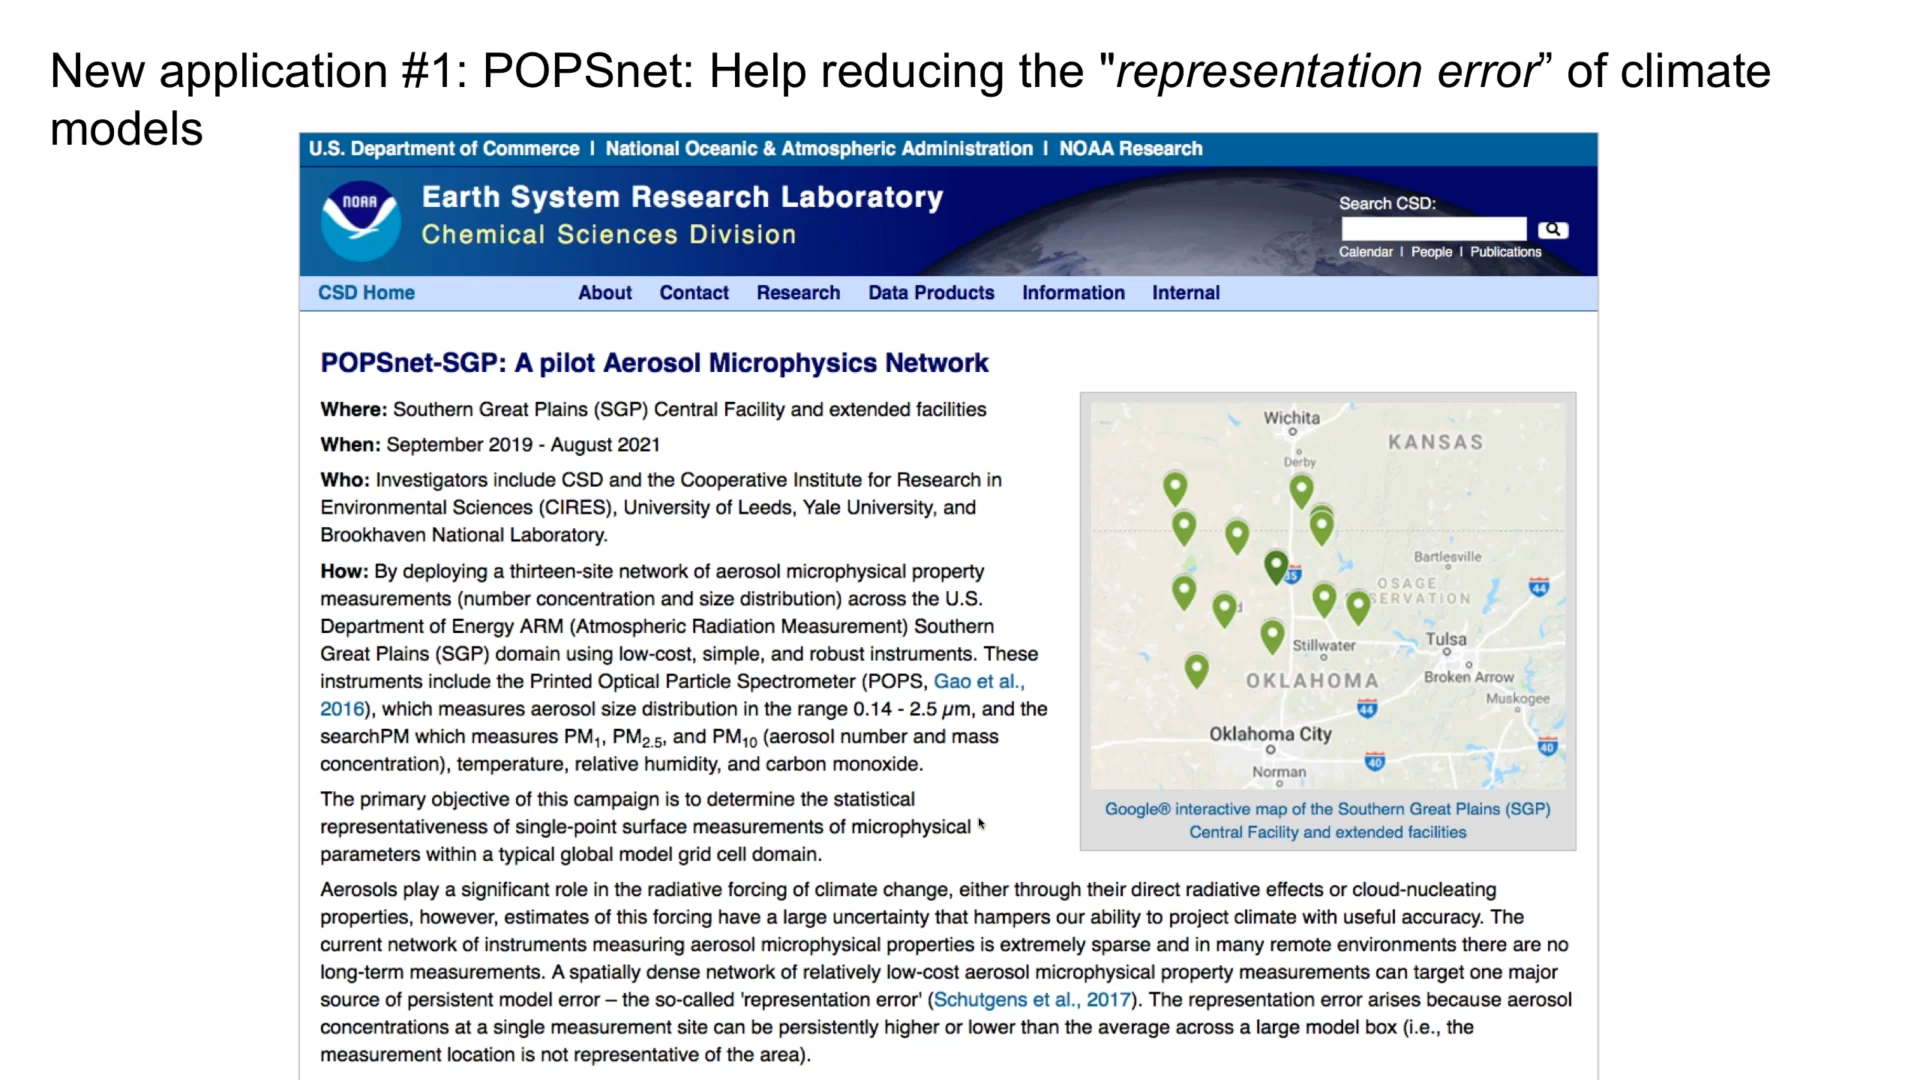 New application #1: POPSnet: Help reducing the "representation error” of climate
models
U.S. Department of Commerce | National Oceanic & Atmospheric Administration | NOAA Research
NOAA
Earth System Research Laboratory
Chemical Sciences Division
Search CSD:
Calendar | People | Publications
CSD Home About Contact Research Data Products Information Internal
POPSnet-SGP: A pilot Aerosol Microphysics Network
Where: Southern Great Plains (SGP) Central Facility and extended facilities
When: September 2019 - August 2021
Who: Investigators include CSD and the Cooperative Institute for Research in
Environmental Sciences (CIRES), University of Leeds, Yale University, and
Brookhaven National Laboratory.
How: By deploying a thirteen-site network of aerosol microphysical property
measurements (number concentration and size distribution) across the U.S.
Department of Energy ARM (Atmospheric Radiation Measurement) Southern
Great Plains (SGP) domain using low-cost, simple, and robust instruments. These
instruments include the Printed Optical Particle Spectrometer (POPS, Gao et al.,
2016), which measures aerosol size distribution in the range 0.14 - 2.5 µm, and the
searchPM which measures PM1, PM2.5, and PM10 (aerosol number and mass
concentration), temperature, relative humidity, and carbon monoxide.
The primary objective of this campaign is to determine the statistical
representativeness of single-point surface measurements of microphysical
parameters within a typical global model grid cell domain.
Wichita
KANSAS
Derby
Bartlesville
35
OSAGE
44
SERVATION
d
Stillwater
Tulsa
OKLAHOMA
Broken Arrow
Muskogee
44
Oklahoma City
40
40
Norman
Google® interactive map of the Southern Great Plains (SGP)
Central Facility and extended facilities
Aerosols play a significant role in the radiative forcing of climate change, either through their direct radiative effects or cloud-nucleating
properties, however, estimates of this forcing have a large uncertainty that hampers our ability to project climate with useful accuracy. The
current network of instruments measuring aerosol microphysical properties is extremely sparse and in many remote environments there are no
long-term measurements. A spatially dense network of relatively low-cost aerosol microphysical property measurements can target one major
source of persistent model error – the so-called 'representation error' (Schutgens et al., 2017). The representation error arises because aerosol
concentrations at a single measurement site can be persistently higher or lower than the average across a large model box (i.e., the
measurement location is not representative of the area).